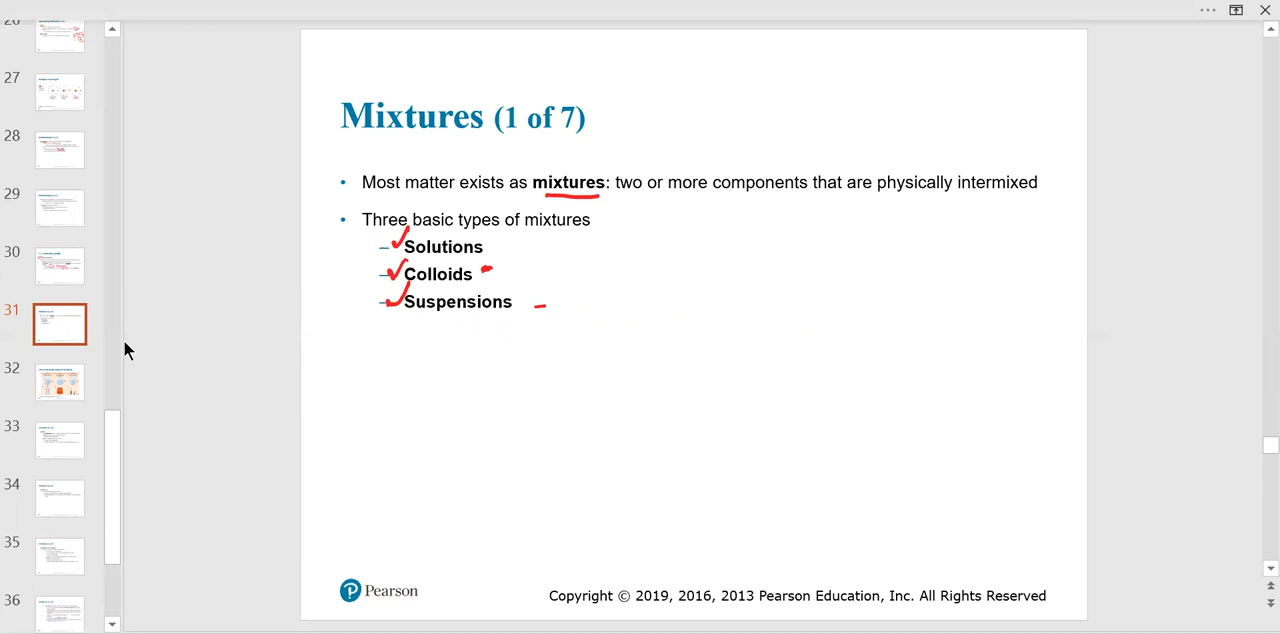 26
27
28
29
30
31
32
33
34
35
36
Mixtures (1 of 7)
• Most matter exists as mixtures: two or more components that are physically intermixed
• Three basic types of mixtures
– Solutions
– Colloids
– Suspensions
Pearson
Copyright © 2019, 2016, 2013 Pearson Education, Inc. All Rights Reserved